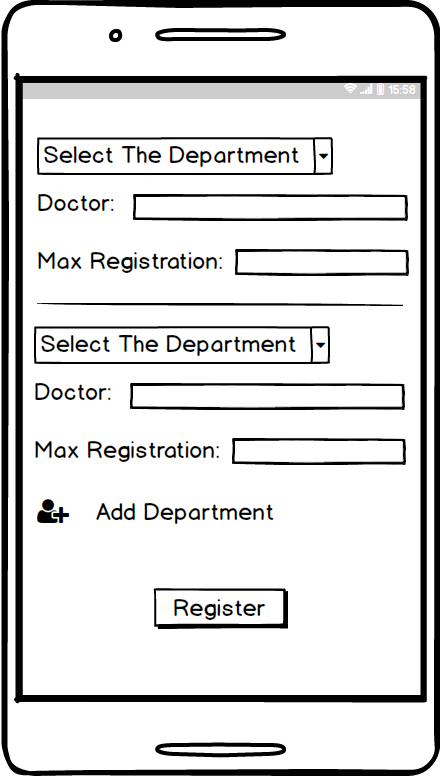 15:58
Select The Department
Doctor:
Max Registration:
Select The Department
Doctor:
Max Registration:
Add Department
Register